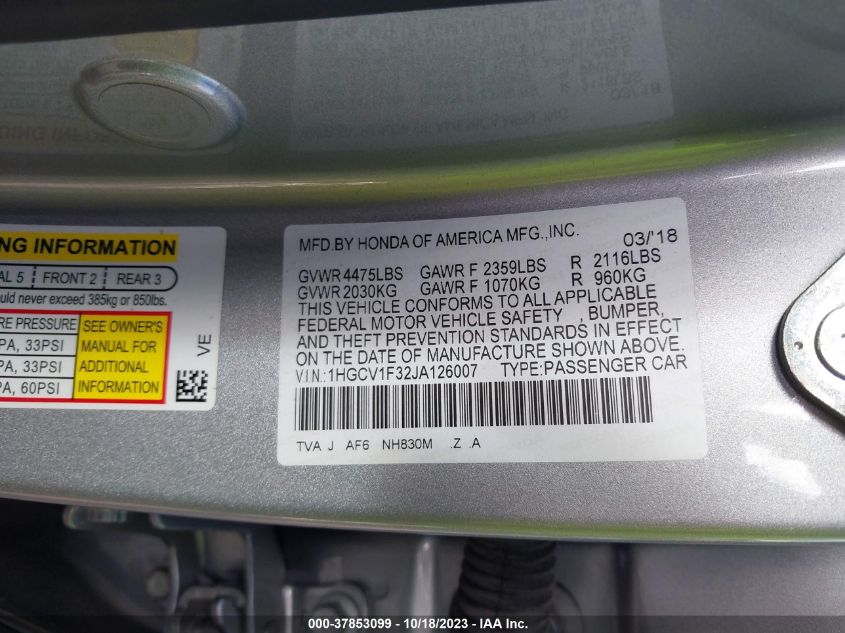 NG INFORMATION
AL 5 FRONT 2 REAR 3
ould never exceed 385kg or 850lbs.
RE PRESSURE SEE OWNER'S
PA, 33PSI MANUAL FOR
PA, 33PSI ADDITIONAL
PA, 60PSI INFORMATION
VE
MFD.BY HONDA OF AMERICA MFG.,INC. 03/'18
GVWR 4475LBS GAWR F 2359LBS R 2116LBS
GVWR 2030KG GAWR F 1070KG R 960KG
THIS VEHICLE CONFORMS TO ALL APPLICABLE
FEDERAL MOTOR VEHICLE SAFETY , BUMPER,
AND THEFT PREVENTION STANDARDS IN EFFECT
ON THE DATE OF MANUFACTURE SHOWN ABOVE.
V.I.N.:1HGCV1F32JA126007 TYPE:PASSENGER CAR
TVA J AF6 NH830M .Z .A
000-37853099 - 10/18/2023 - IAA Inc.